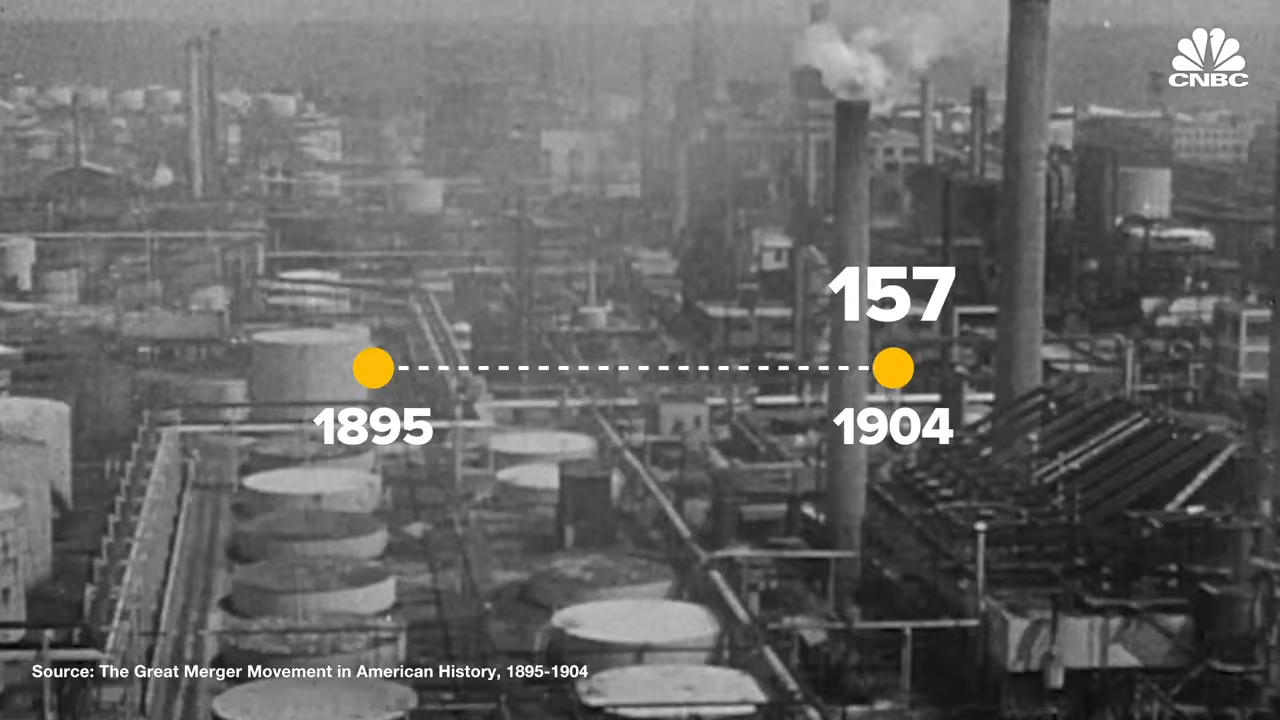 CNBC
157
1895
1904
Source: The Great Merger Movement in American History, 1895-1904